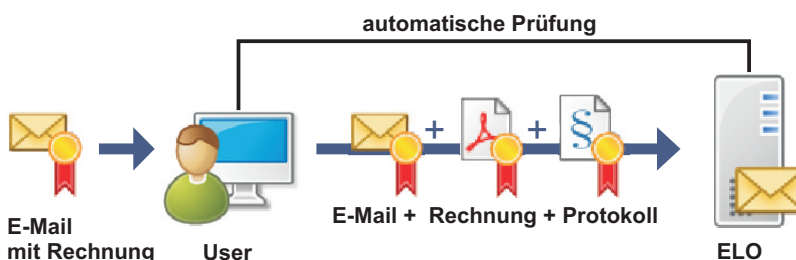 automatische Prüfung
+ + §
E-Mail + Rechnung + Protokoll
E-Mail
mit Rechnung
User
ELO